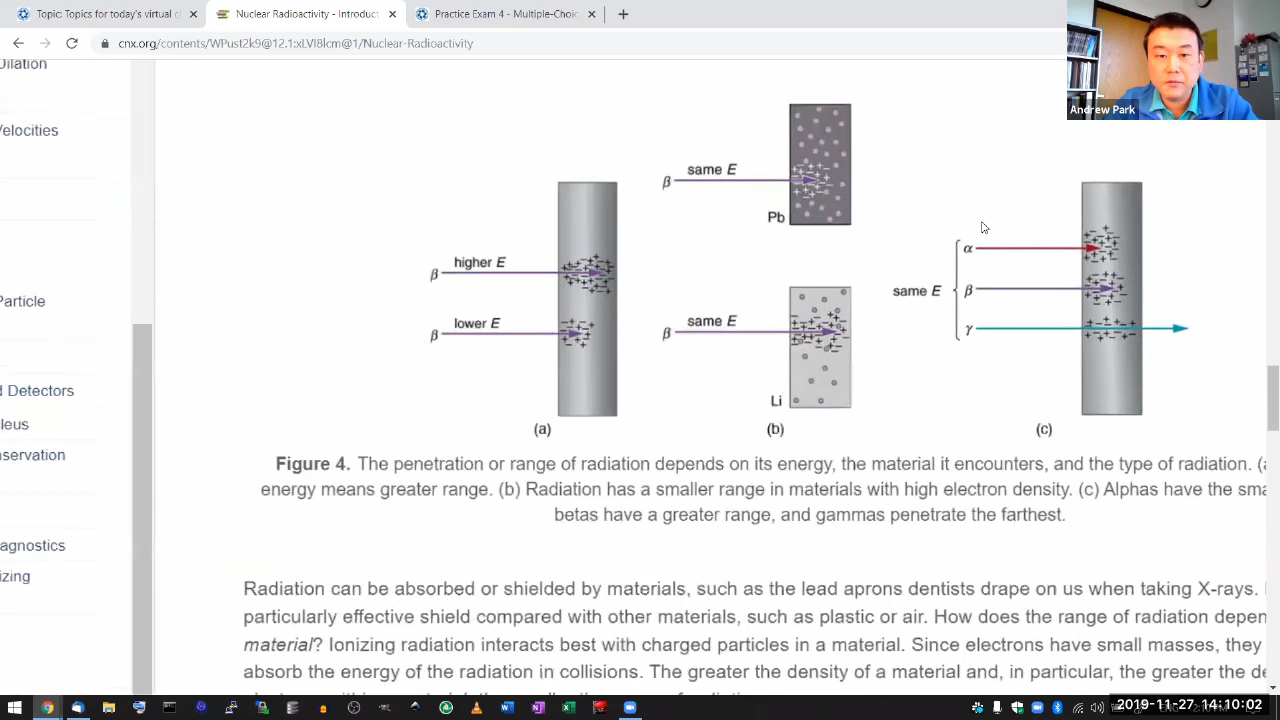 Topic: Topics for today's virtual cl
Nuclear Radioactivity - Introduct
Practice Exam 4 - Multiple-Choic
cnx.org/contents/WPust2k9@12.1:xLVl8lcm@1/Nuclear-Radioactivity
Andrew Park
Dilation
Velocities
Particle
d Detectors
leus
servation
agnostics
izing
β same E
Pb
β higher E
β lower E
β same E
Li
same E
α
β
γ
(a)
(b)
(c)
Figure 4. The penetration or range of radiation depends on its energy, the material it encounters, and the type of radiation. (a
energy means greater range. (b) Radiation has a smaller range in materials with high electron density. (c) Alphas have the sma
betas have a greater range, and gammas penetrate the farthest.
Radiation can be absorbed or shielded by materials, such as the lead aprons dentists drape on us when taking X-rays.
particularly effective shield compared with other materials, such as plastic or air. How does the range of radiation depen
material? Ionizing radiation interacts best with charged particles in a material. Since electrons have small masses, they
absorb the energy of the radiation in collisions. The greater the density of a material and, in particular, the greater the de
2019-11-27 14:10:02